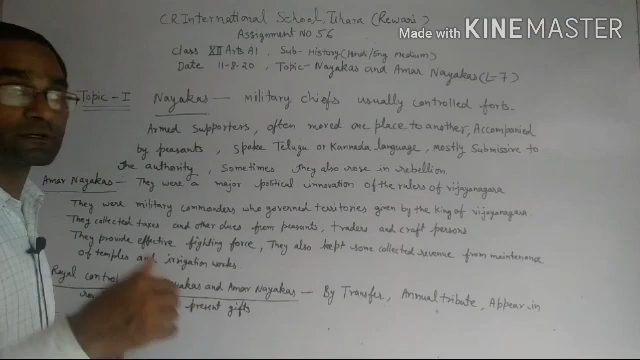 C.R International School, Ishara (Rewari)
Assignment No 56
Made with KINEMASTER
Class XII Arts A1, Sub- History (Hindi/Eng Medium)
Date 11-8-20, Topic- Nayakas and Amar Nayakas (L-7)
Topic-I Nayakas — Military chiefs usually controlled forts.
Armed Supporters, often moved one place to another, Accompanied
by peasants, Spoke Telugu or Kannada language, mostly Submissive to
the authority, Sometimes They also rose in rebellion
Amar Nayakas - They were a major political innovation of the rulers of Vijayanagara
They were military commanders who governed territories given by the King of Vijayanagara
They collected taxes and other dues from peasants, traders and craft persons
They provide effective fighting force, They also kept some collected revenue from maintenance
of temples and irrigation works.
Royal Nayakas and Amar Nayakas — By Transfer, Annual tribute, Appear in
present gifts